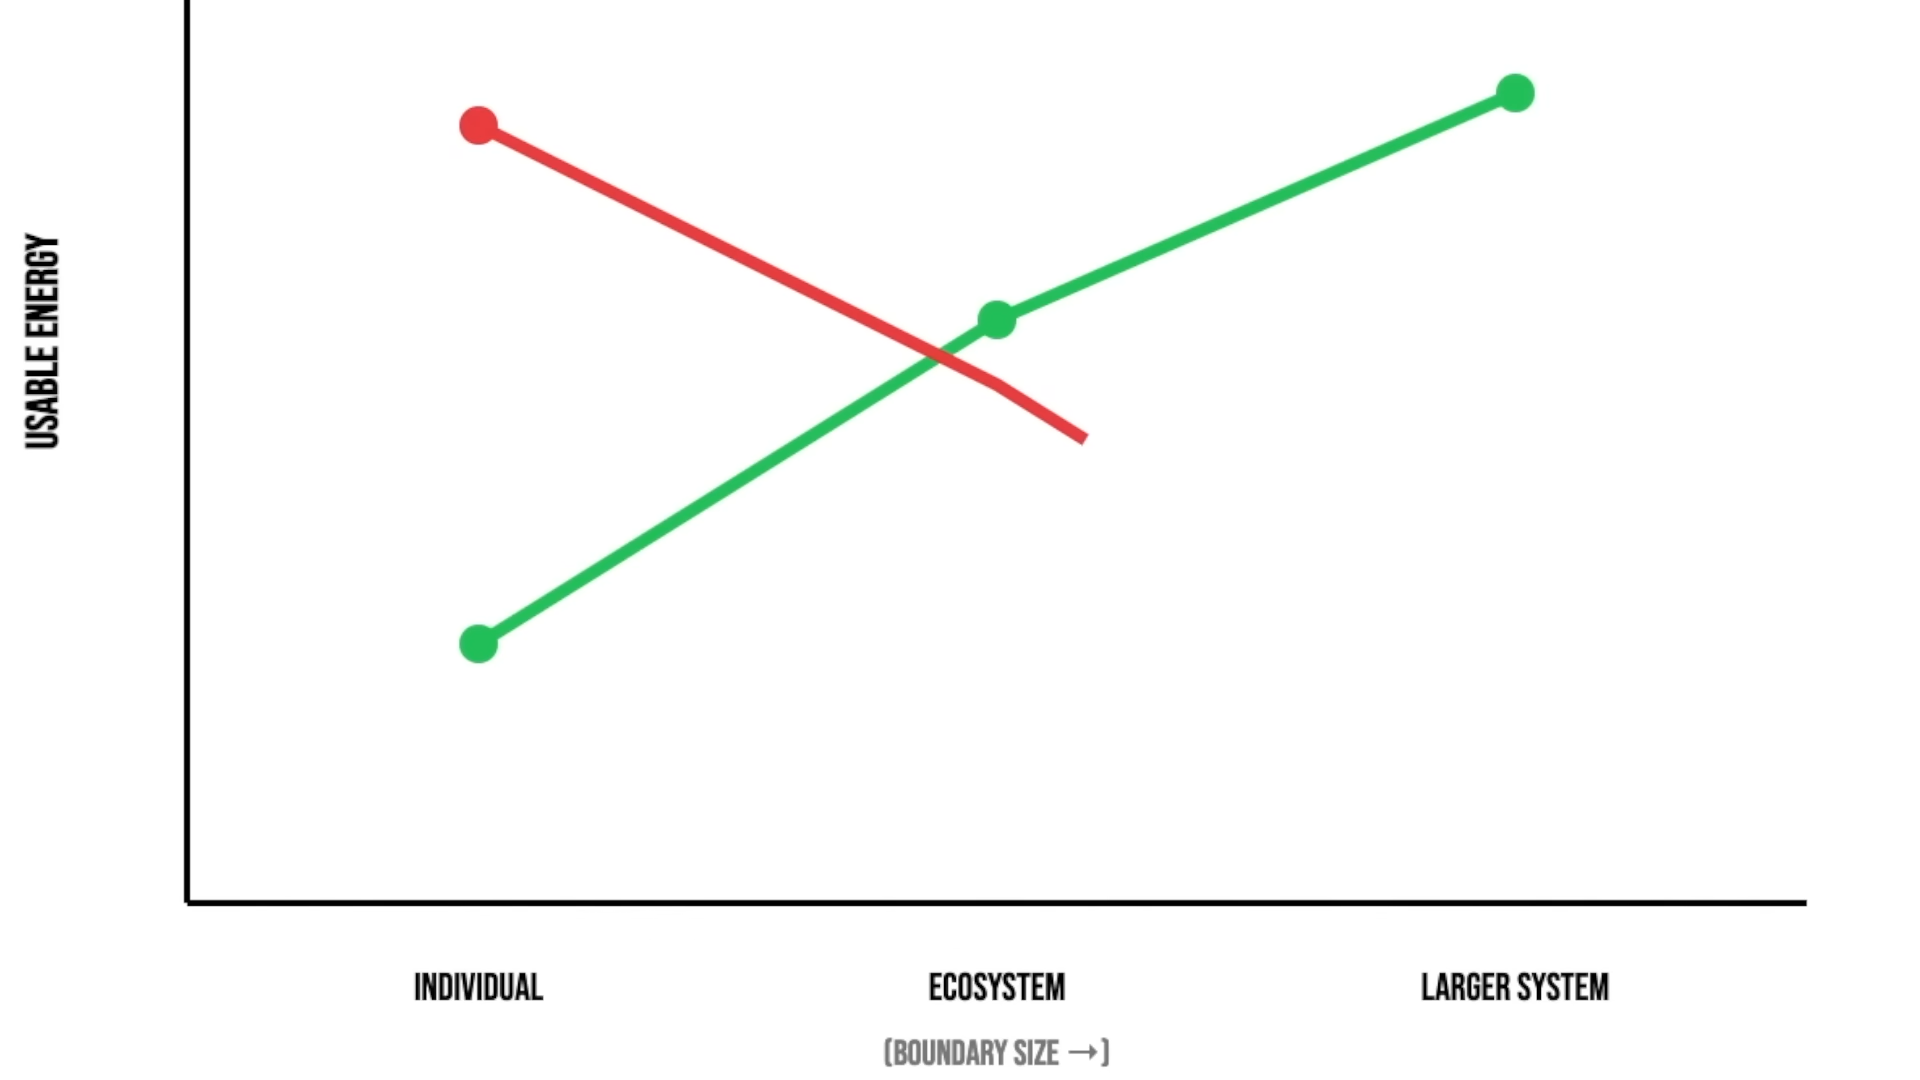 USABLE ENERGY
INDIVIDUAL
ECOSYSTEM
LARGER SYSTEM
(BOUNDARY SIZE →)